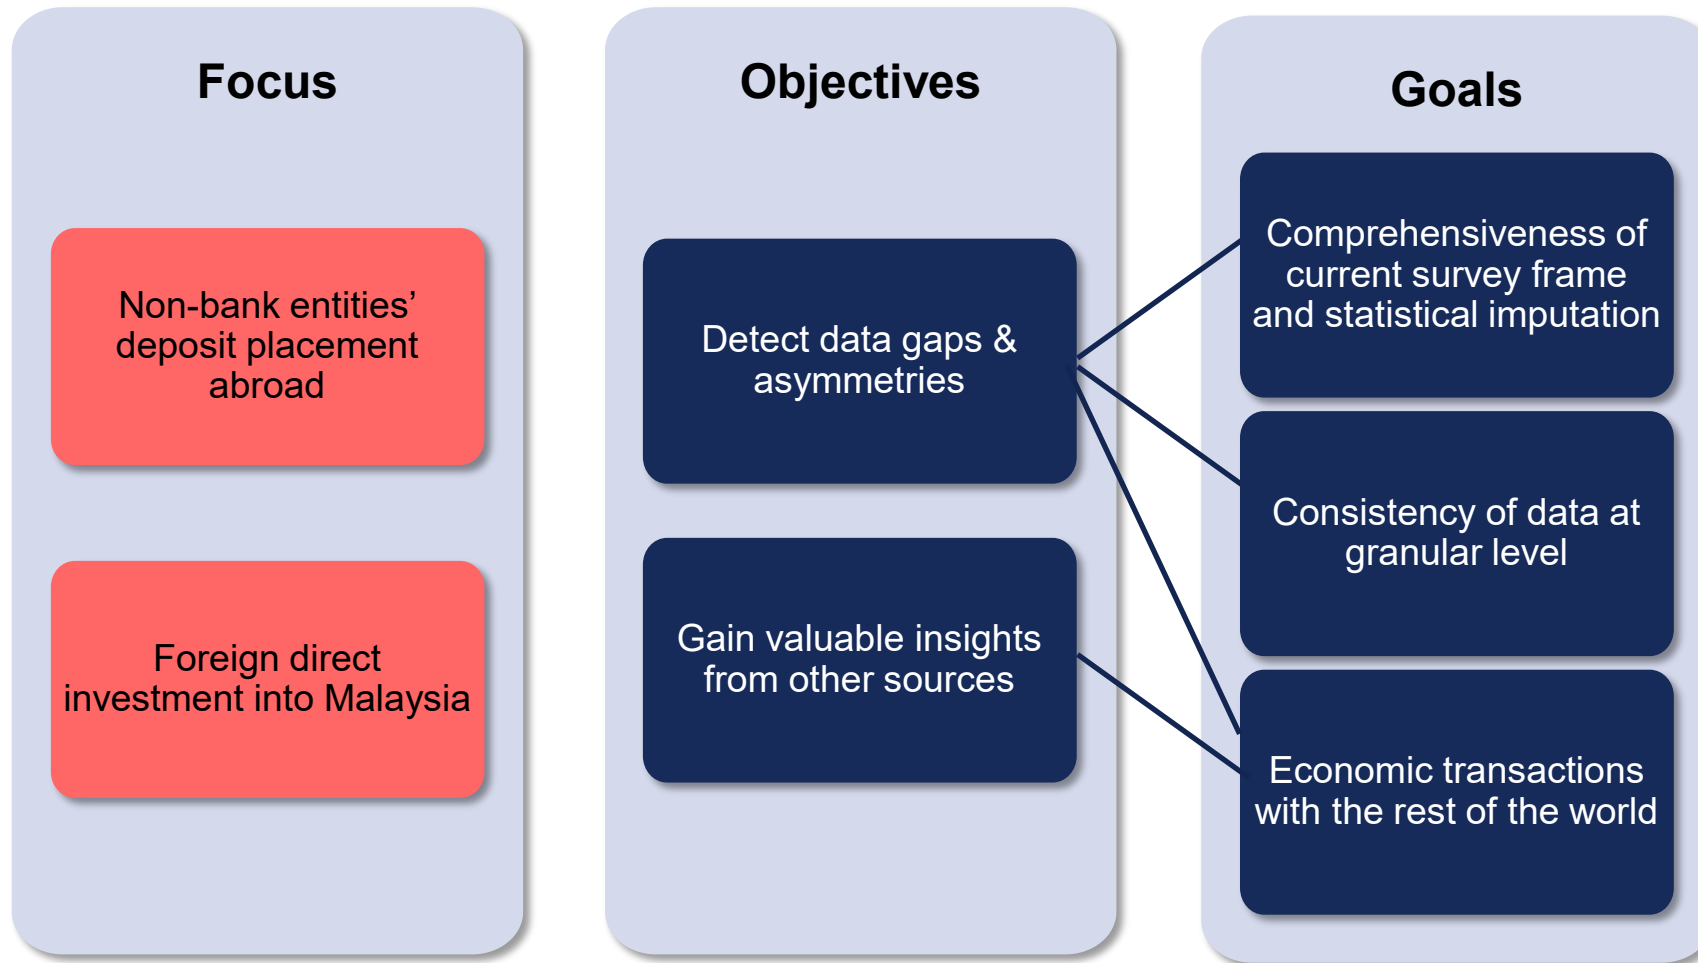 Focus
Non-bank entities’
deposit placement
abroad
Foreign direct
investment into Malaysia
Objectives
Detect data gaps &
asymmetries
Gain valuable insights
from other sources
Goals
Comprehensiveness of
current survey frame
and statistical imputation
Consistency of data at
granular level
Economic transactions
with the rest of the world